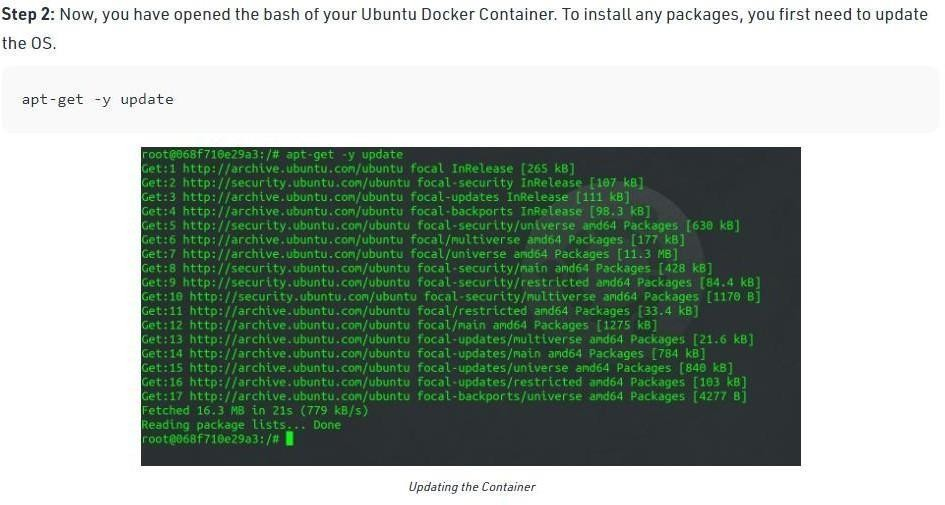 Step 2: Now, you have opened the bash of your Ubuntu Docker Container. To install any packages, you first need to update
the OS.
apt-get -y update
root@068f710e29a3:/# apt-get -y update
Get:1 http://archive.ubuntu.com/ubuntu focal InRelease [265 kB]
Get:2 http://security.ubuntu.com/ubuntu focal-security InRelease [107 kB]
Get:3 http://archive.ubuntu.com/ubuntu focal-updates InRelease [111 kB]
Get:4 http://archive.ubuntu.com/ubuntu focal-backports InRelease [98.3 kB]
Get:5 http://security.ubuntu.com/ubuntu focal-security/universe amd64 Packages [630 kB]
Get:6 http://archive.ubuntu.com/ubuntu focal/multiverse amd64 Packages [177 kB]
Get:7 http://archive.ubuntu.com/ubuntu focal/universe amd64 Packages [11.3 MB]
Get:8 http://security.ubuntu.com/ubuntu focal-security/main amd64 Packages [428 kB]
Get:9 http://security.ubuntu.com/ubuntu focal-security/restricted amd64 Packages [84.4 kB]
Get:10 http://security.ubuntu.com/ubuntu focal-security/multiverse amd64 Packages [1170 B]
Get:11 http://archive.ubuntu.com/ubuntu focal/restricted amd64 Packages [33.4 kB]
Get:12 http://archive.ubuntu.com/ubuntu focal/main amd64 Packages [1275 kB]
Get:13 http://archive.ubuntu.com/ubuntu focal-updates/multiverse amd64 Packages [21.6 kB]
Get:14 http://archive.ubuntu.com/ubuntu focal-updates/main amd64 Packages [784 kB]
Get:15 http://archive.ubuntu.com/ubuntu focal-updates/universe amd64 Packages [840 kB]
Get:16 http://archive.ubuntu.com/ubuntu focal-updates/restricted amd64 Packages [103 kB]
Get:17 http://archive.ubuntu.com/ubuntu focal-backports/universe amd64 Packages [4277 B]
Fetched 16.3 MB in 21s (779 kB/s)
Reading package lists... Done
root@068f710e29a3:/#
Updating the Container